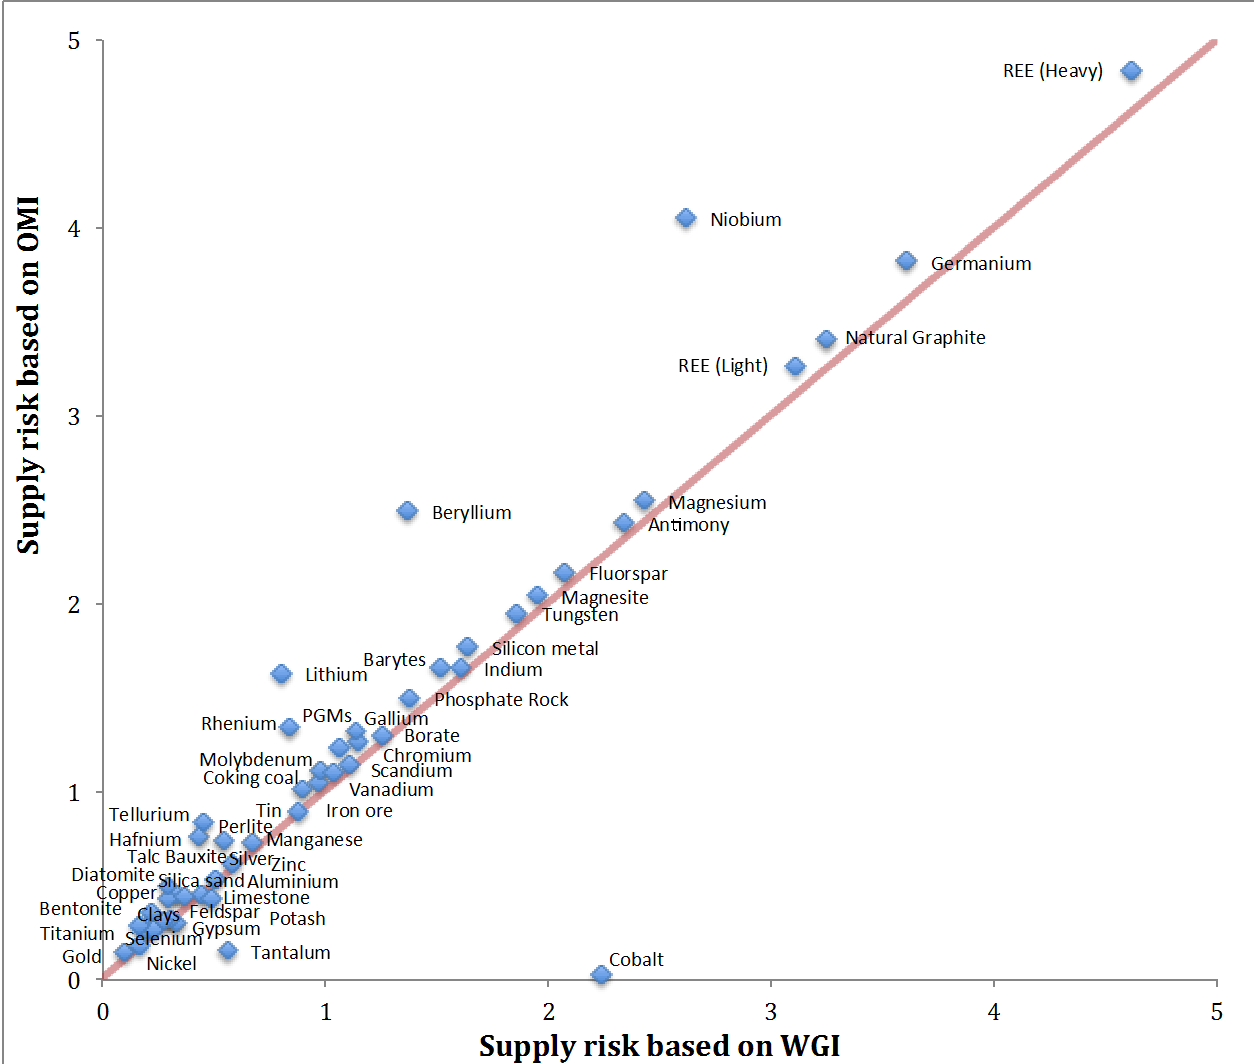 5
REE (Heavy)
4
Niobium
Germanium
Natural Graphite
REE (Light)
3
Magnesium
Beryllium
Antimony
Fluorspar
2
Magnesite
Tungsten
Silicon metal
Barytes
Indium
Lithium
Phosphate Rock
PGMs
Gallium
Rhenium
Borate
Chromium
Molybdenum
Scandium
Coking coal
Vanadium
1
Tin
Iron ore
Tellurium
Perlite
Hafnium
Manganese
Talc Bauxite
Silver
Zinc
Diatomite
Silica sand
Aluminium
Copper
Limestone
Bentonite
Clays
Feldspar
Potash
Titanium
Selenium
Gypsum
Gold
Nickel
Tantalum
Cobalt
0
0 1 2 3 4 5
Supply risk based on OMI
Supply risk based on WGI